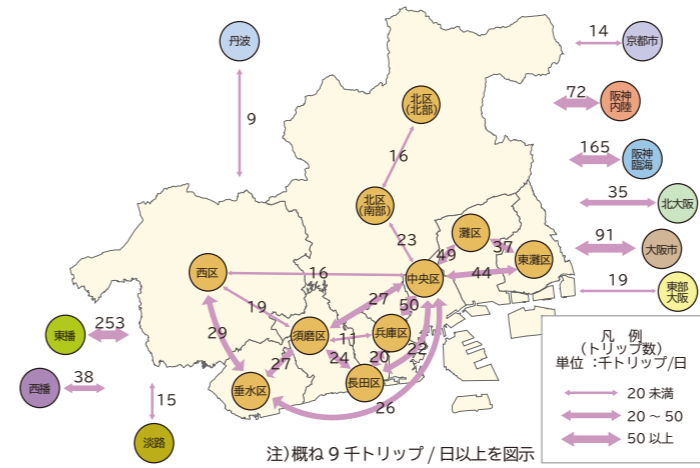 丹波
9
14
京都市
72
阪神
内陸
165
阪神
臨海
35
北大阪
91
大阪市
19
東部
大阪
北区
(北部)
16
北区
(南部)
23
灘区
49
37
東灘区
44
中央区
西区
16
19
27
50
29
須磨区
11
兵庫区
24
20
22
27
長田区
垂水区
26
東播
253
西播
38
15
淡路
凡 例
(トリップ数)
単位 :千トリップ/日
20 未満
20 ～ 50
50 以上
注)概ね 9 千トリップ / 日以上を図示